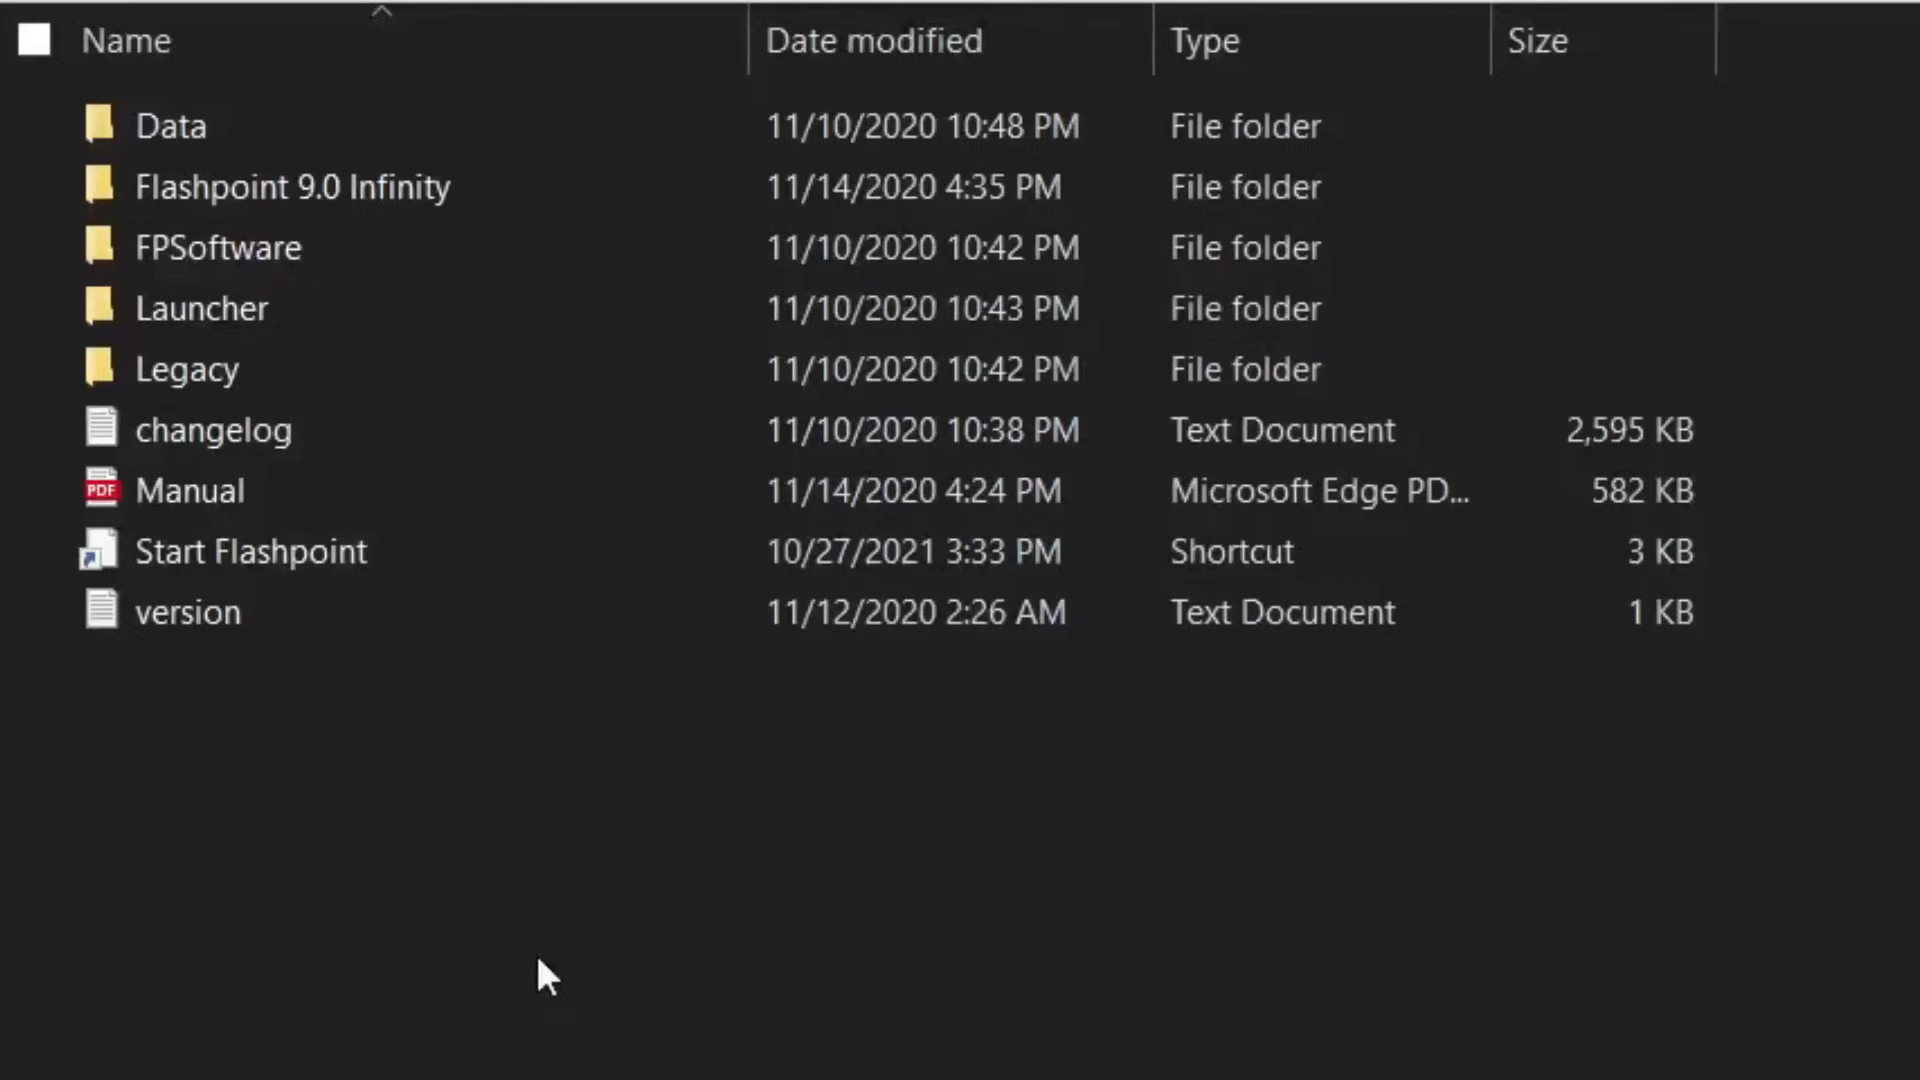 Name Date modified Type Size
Data 11/10/2020 10:48 PM File folder
Flashpoint 9.0 Infinity 11/14/2020 4:35 PM File folder
FPSoftware 11/10/2020 10:42 PM File folder
Launcher 11/10/2020 10:43 PM File folder
Legacy 11/10/2020 10:42 PM File folder
changelog 11/10/2020 10:38 PM Text Document 2,595 KB
PDF Manual 11/14/2020 4:24 PM Microsoft Edge PD... 582 KB
Start Flashpoint 10/27/2021 3:33 PM Shortcut 3 KB
version 11/12/2020 2:26 AM Text Document 1 KB